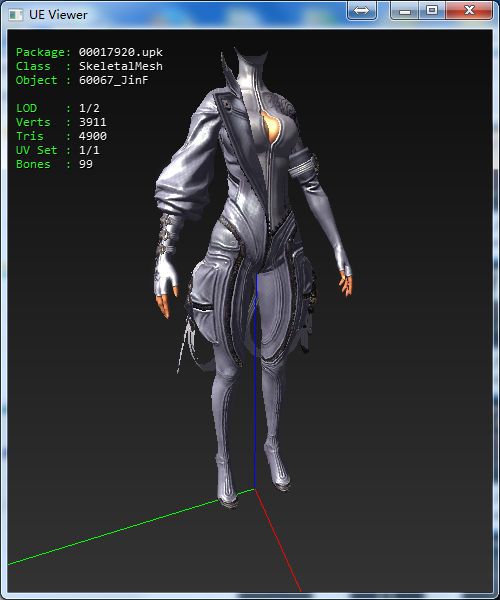 UE Viewer
Package: 00017920.upk
Class : SkeletalMesh
Object : 60067_JinF
LOD : 1/2
Verts : 3911
Tris : 4900
UV Set : 1/1
Bones : 99